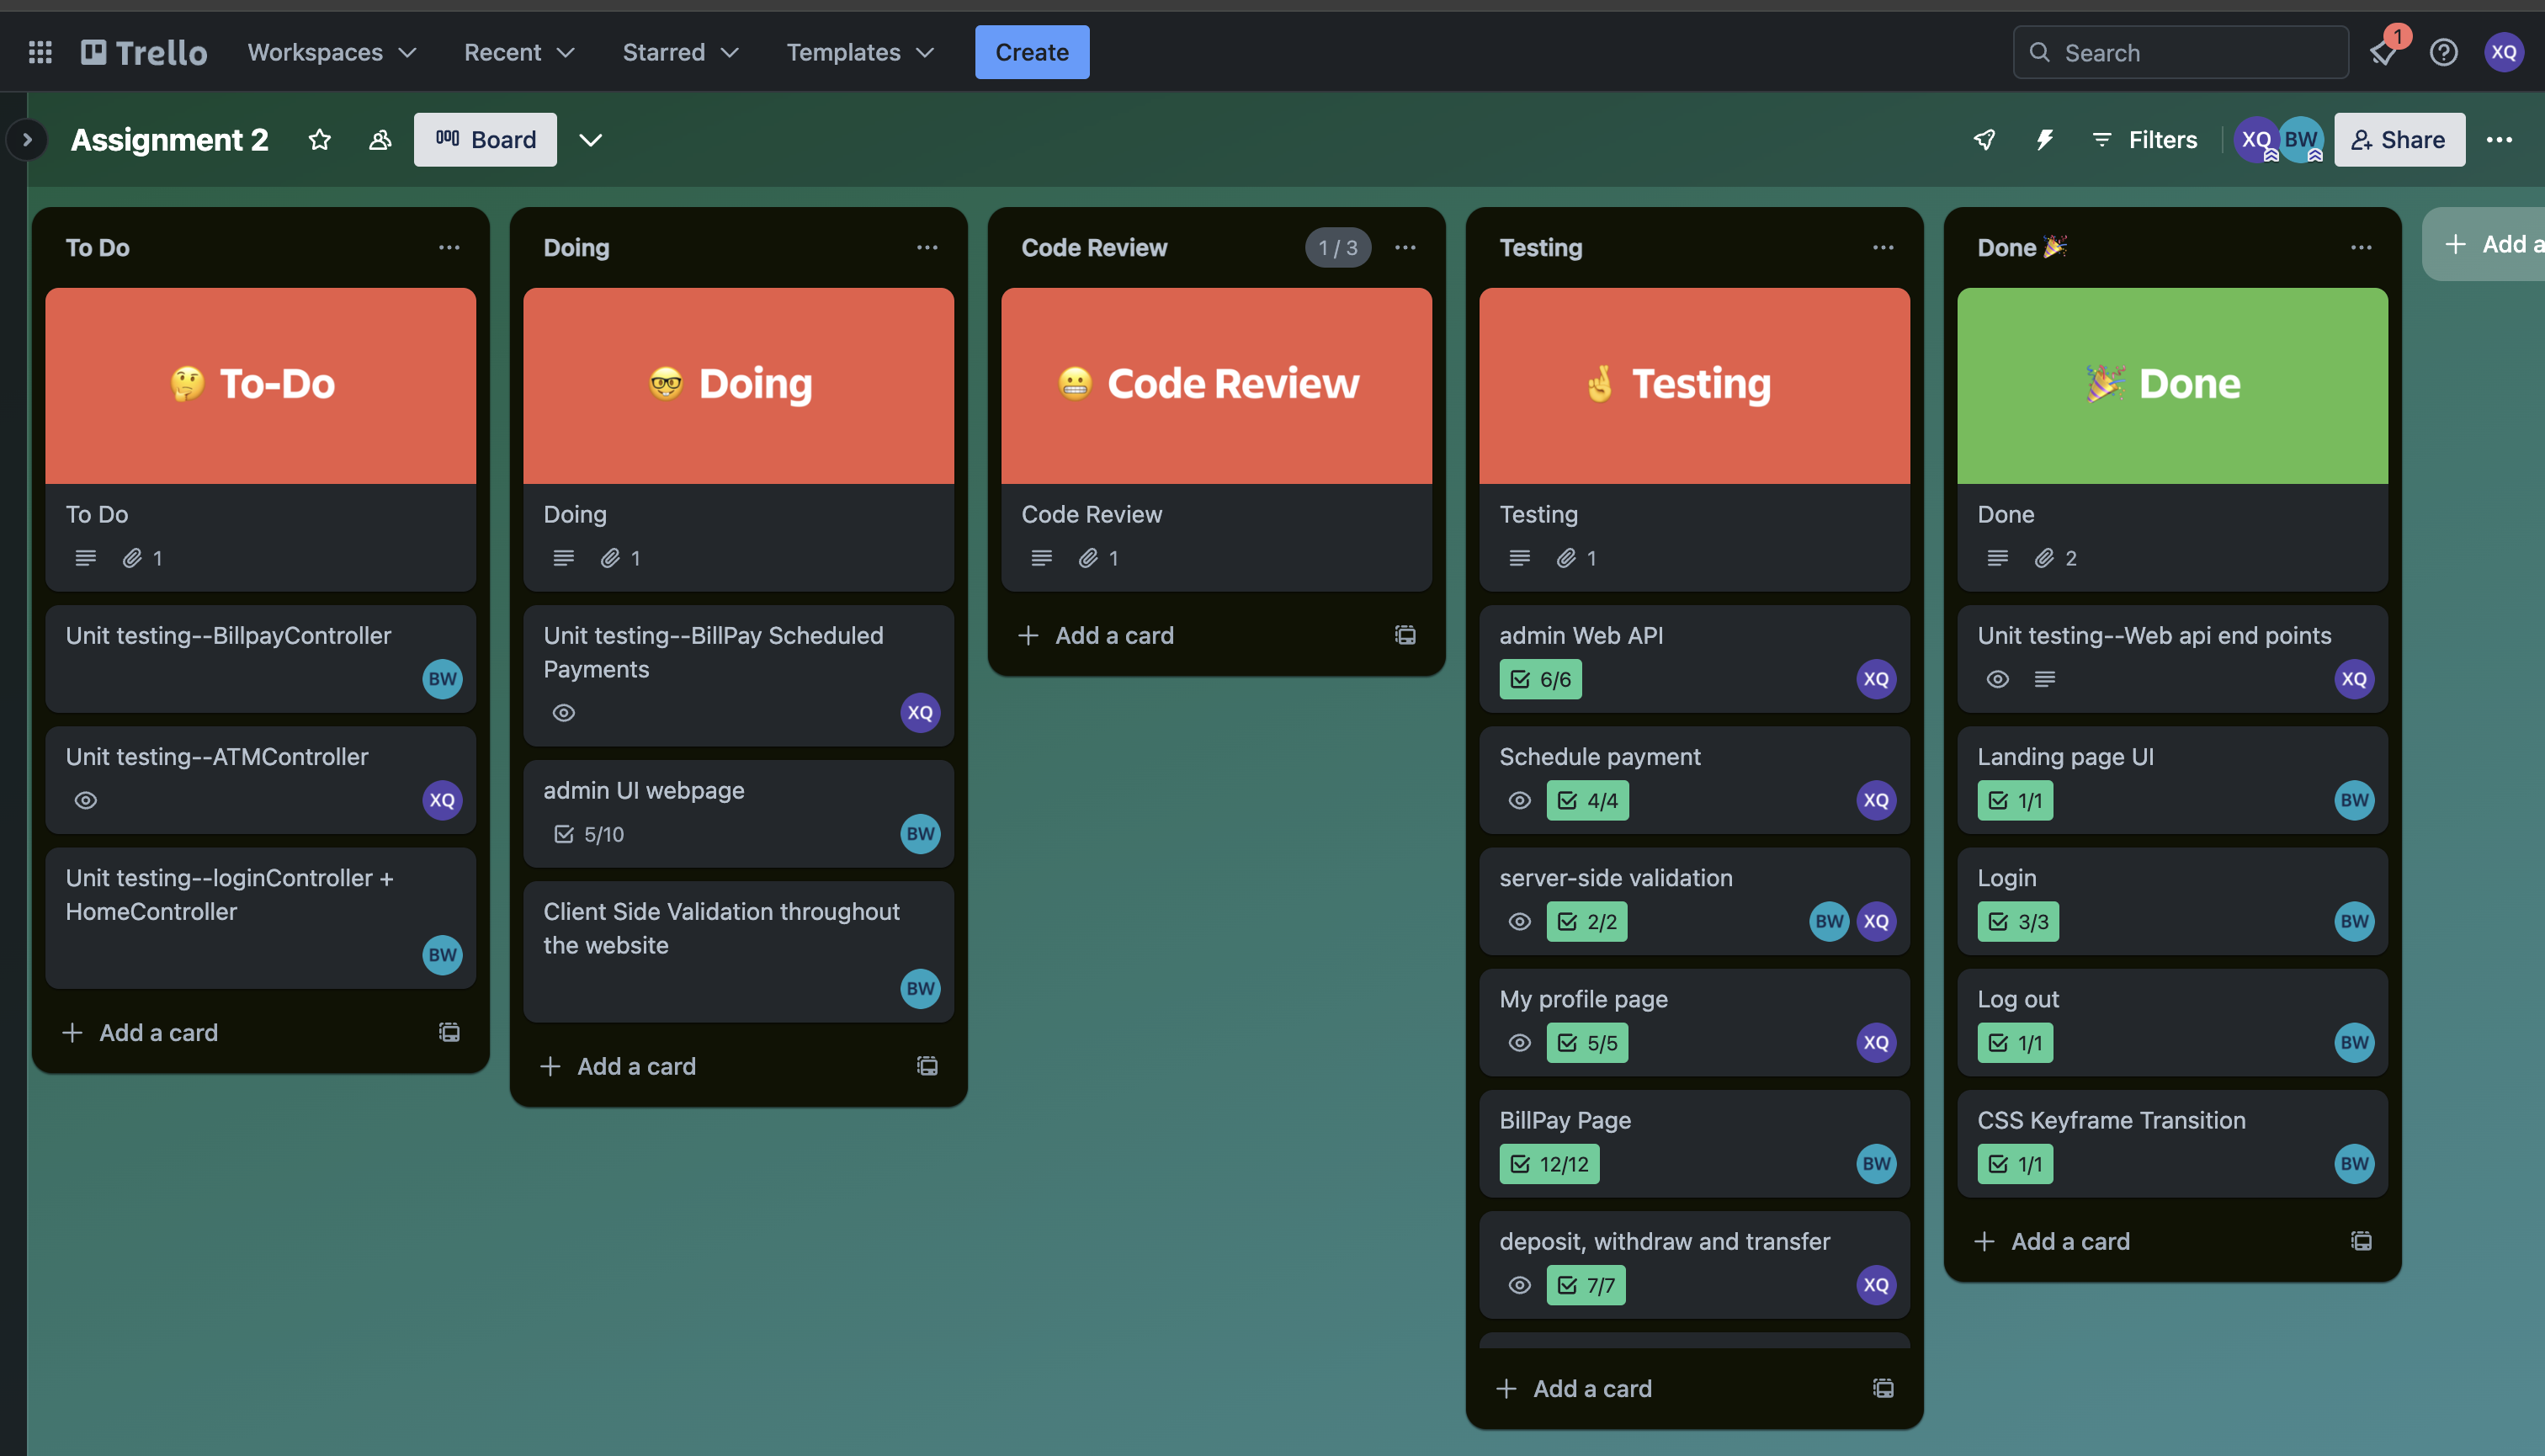 Trello
Workspaces
Recent
Starred
Templates
Create
Search
1
XQ
Assignment 2
Board
Filters
XQ
BW
Share
To Do
🤔 To-Do
To Do
1
Unit testing--BillpayController
BW
Unit testing--ATMController
XQ
Unit testing--loginController +
HomeController
BW
+ Add a card
Doing
🤓 Doing
Doing
1
Unit testing--BillPay Scheduled
Payments
XQ
admin UI webpage
5/10
BW
Client Side Validation throughout
the website
BW
+ Add a card
Code Review
1 / 3
😬 Code Review
Code Review
1
+ Add a card
Testing
🤞 Testing
Testing
1
admin Web API
6/6
XQ
Schedule payment
4/4
XQ
server-side validation
2/2
BW XQ
My profile page
5/5
XQ
BillPay Page
12/12
BW
deposit, withdraw and transfer
7/7
XQ
+ Add a card
Done 🎉
🎉 Done
Done
2
Unit testing--Web api end points
XQ
Landing page UI
1/1
BW
Login
3/3
BW
Log out
1/1
BW
CSS Keyframe Transition
1/1
BW
+ Add a card
+ Add a